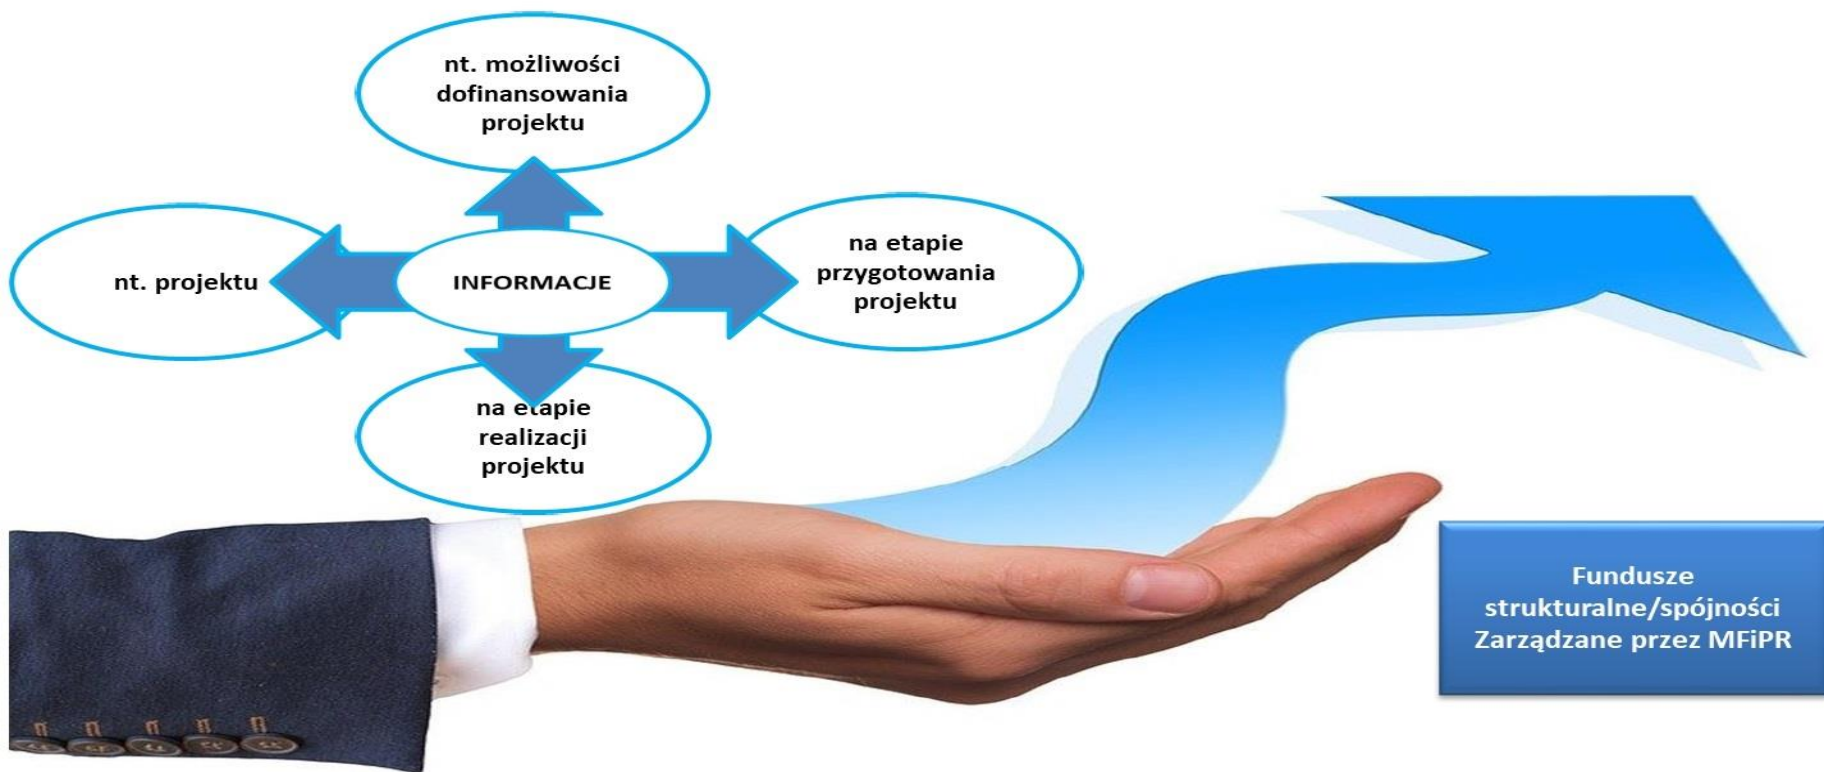 nt. możliwości
dofinansowania
projektu
nt. projektu
INFORMACJE
na etapie
przygotowania
projektu
na etapie
realizacji
projektu
Fundusze
strukturalne/spójności
Zarządzane przez MFiPR